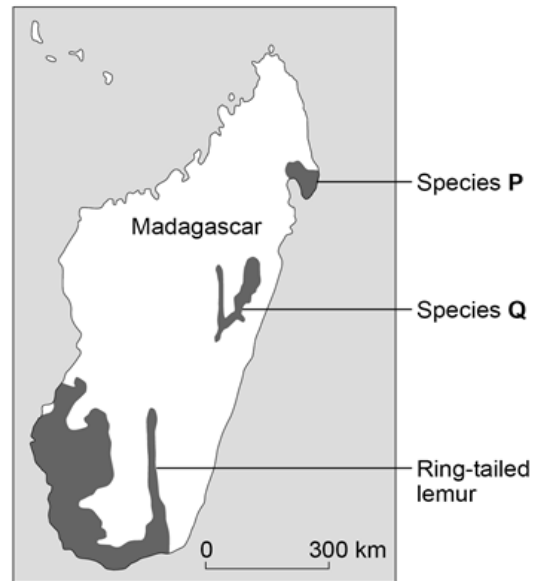 Species P
Madagascar
Species Q
Ring-tailed
lemur
0 300 km